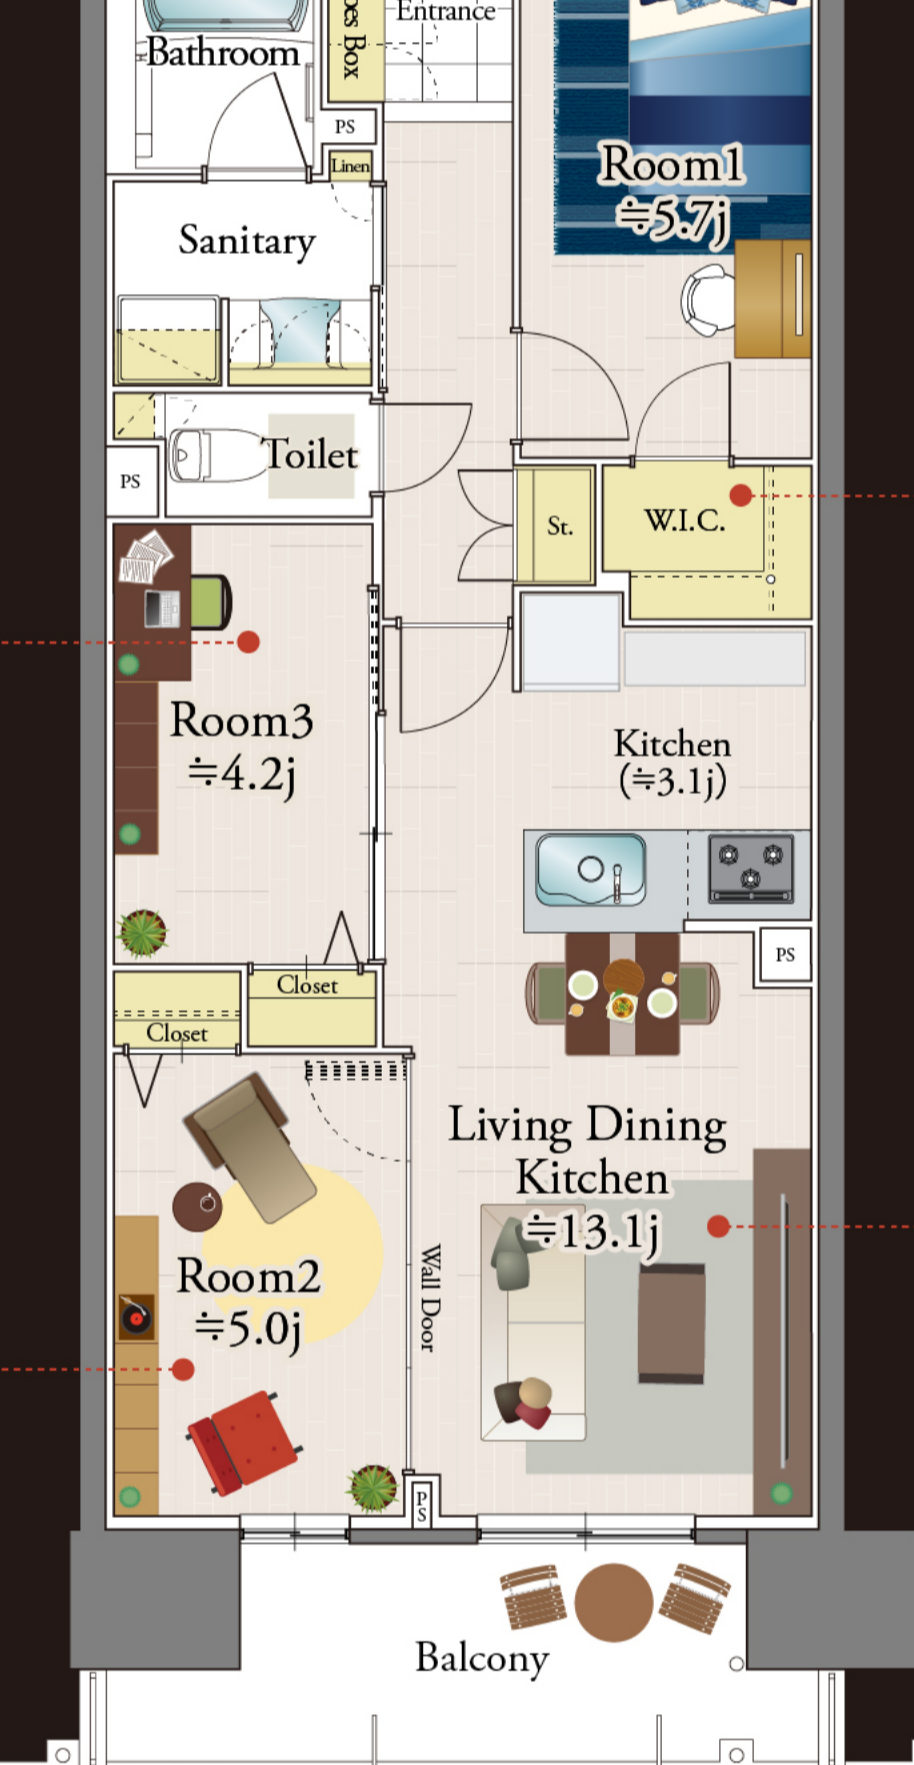 Entrance
Bathroom
Box
PS
Linen
Room1
≒5.7j
Sanitary
Toilet
PS
St.
W.I.C.
Room3
≒4.2j
Kitchen
(≒3.1j)
PS
Closet
Closet
Living Dining
Kitchen
≒13.1j
Room2
≒5.0j
Wall Door
PS
Balcony